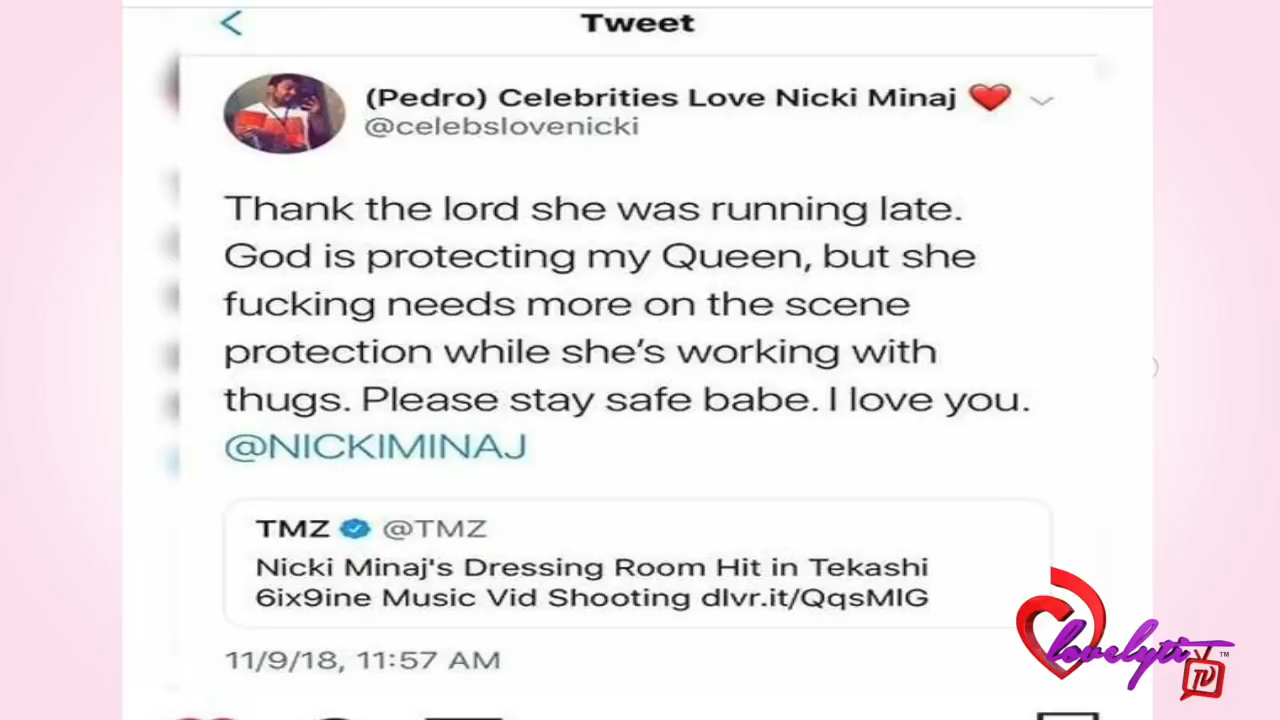 Tweet
(Pedro) Celebrities Love Nicki Minaj
@celebslovenicki
Thank the lord she was running late.
God is protecting my Queen, but she
fucking needs more on the scene
protection while she's working with
thugs. Please stay safe babe. I love you.
@NICKIMINAJ
TMZ @TMZ
Nicki Minaj's Dressing Room Hit in Tekashi
6ix9ine Music Vid Shooting dlvr.it/QqsMlG
11/9/18, 11:57 AM
lovelyti TM
TV